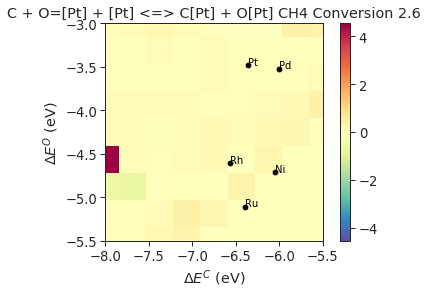 C + O=[Pt] + [Pt] <=> C[Pt] + O[Pt] CH4 Conversion 2.6
−3.0
−3.5
−4.0
−4.5
−5.0
−5.5
ΔE^O (eV)
Pt
Pd
Rh
Ni
Ru
−8.0 −7.5 −7.0 −6.5 −6.0 −5.5
ΔE^C (eV)
4
2
0
−2
−4